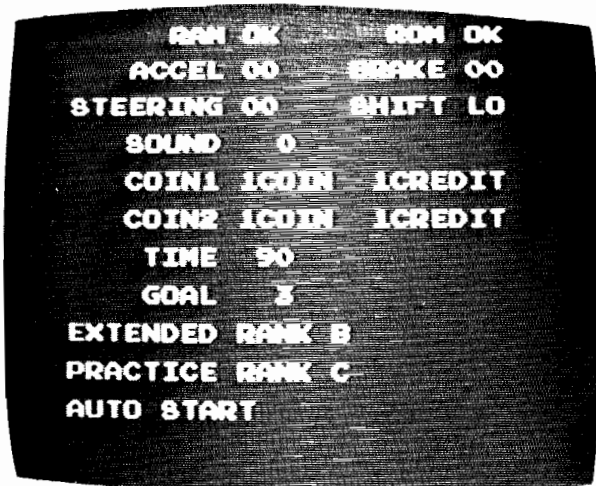 RAM OK ROM OK
ACCEL 00 BRAKE 00
STEERING 00 SHIFT LO
SOUND 0
COIN1 1COIN 1CREDIT
COIN2 1COIN 1CREDIT
TIME 90
GOAL 3
EXTENDED RANK B
PRACTICE RANK C
AUTO START